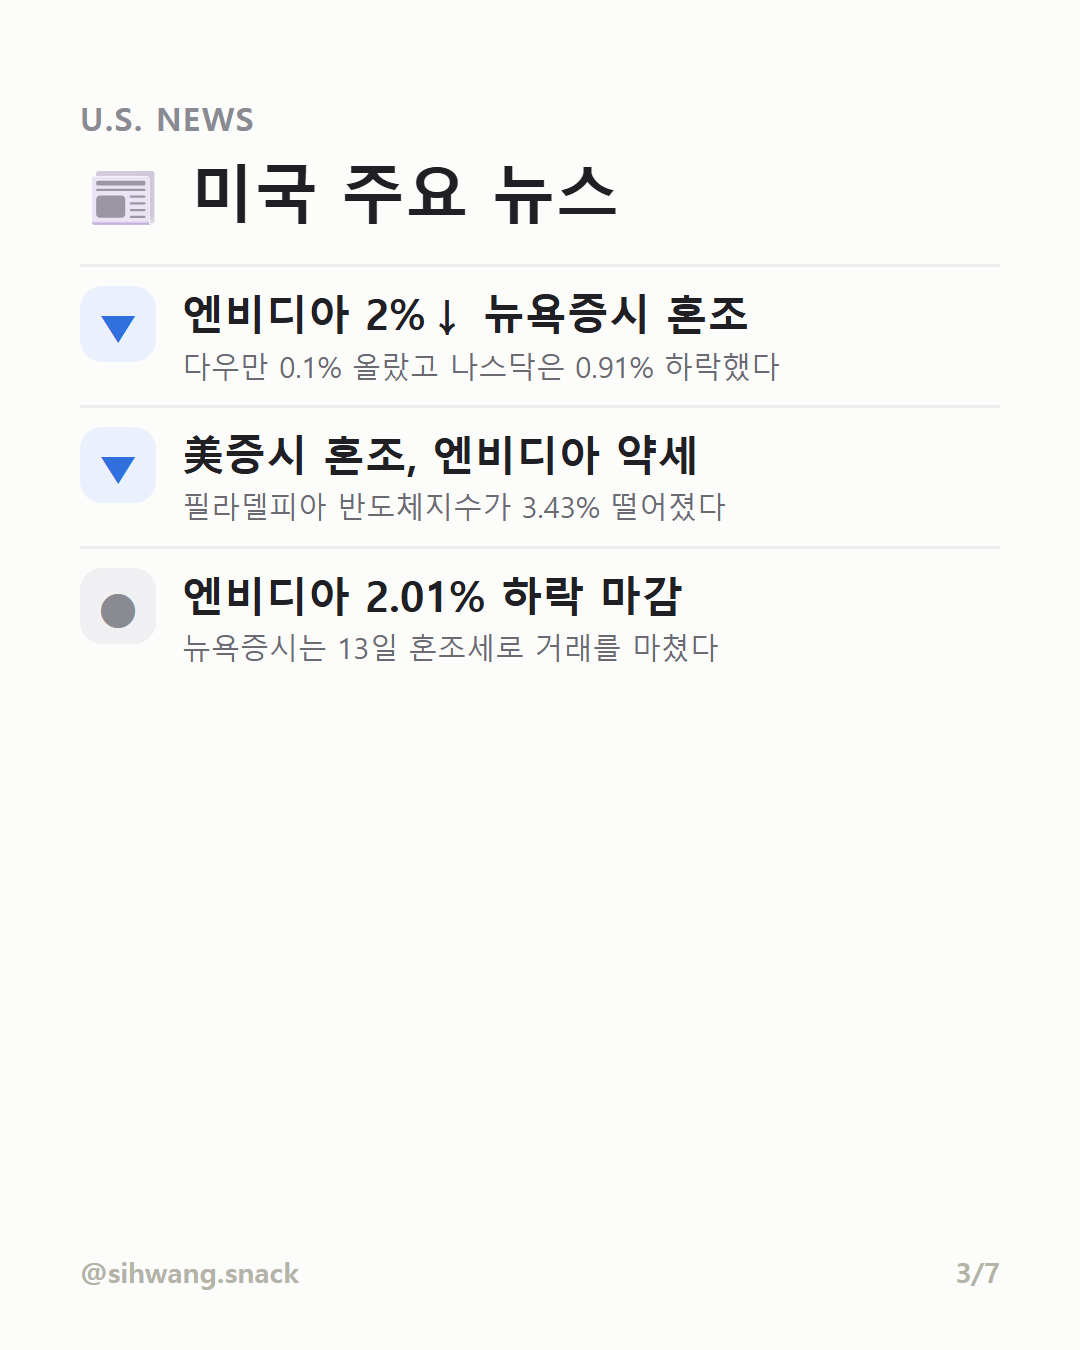 U.S. NEWS
미국 주요 뉴스
엔비디아 2%↓ 뉴욕증시 혼조
다우만 0.1% 올랐고 나스닥은 0.91% 하락했다
美증시 혼조, 엔비디아 약세
필라델피아 반도체지수가 3.43% 떨어졌다
엔비디아 2.01% 하락 마감
뉴욕증시는 13일 혼조세로 거래를 마쳤다
@sihwang.snack
3/7